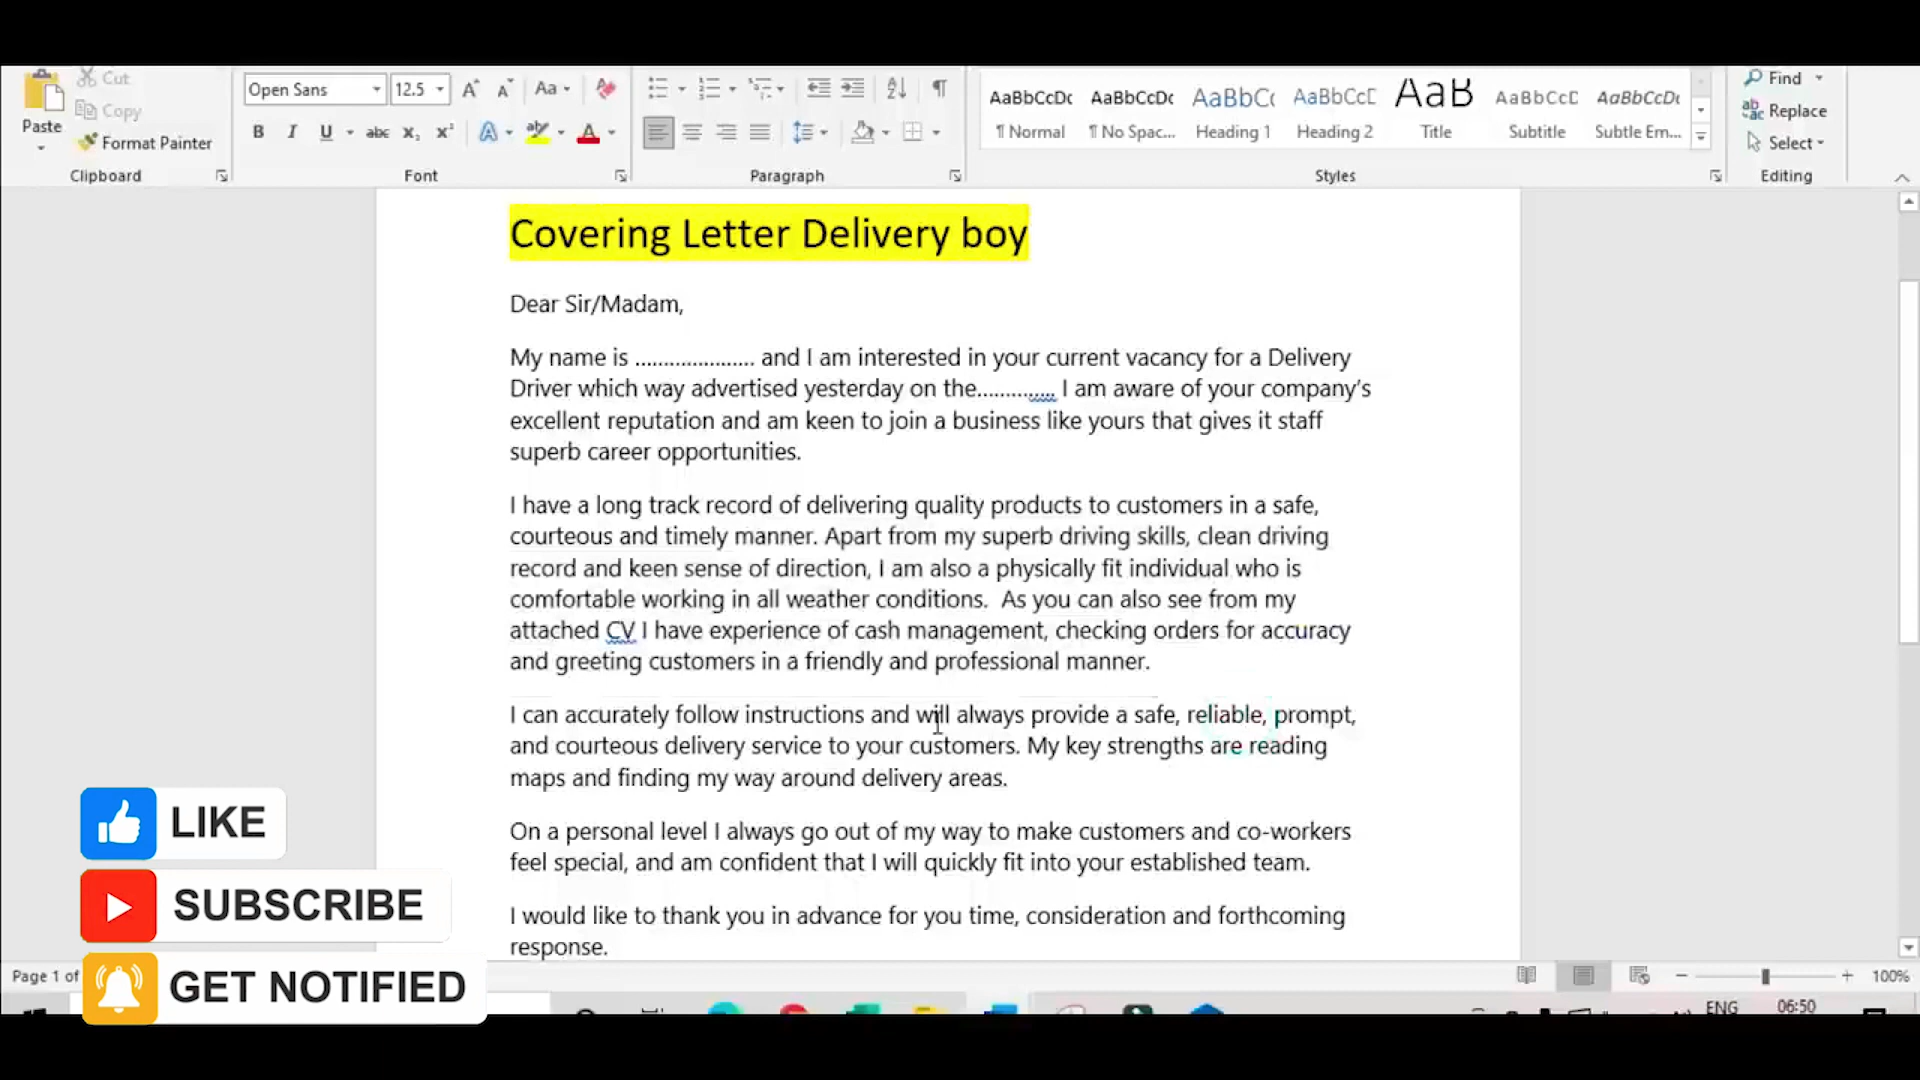 Cut
Find
Open Sans 12.5 Aa
AaBbCcDc AaBbCcDc AaBbC AaBbCcD AaB AaBbCcD AaBbCcDc
Copy
Replace
Paste
abc
¶ Normal ¶ No Spac... Heading 1 Heading 2 Title Subtitle Subtle Em...
Format Painter B I U abc x₂ x² A ab A
Select
Clipboard Font Paragraph Styles Editing
Covering Letter Delivery boy
Dear Sir/Madam,
My name is ..................... and I am interested in your current vacancy for a Delivery
Driver which way advertised yesterday on the.............. I am aware of your company's
excellent reputation and am keen to join a business like yours that gives it staff
superb career opportunities.
I have a long track record of delivering quality products to customers in a safe,
courteous and timely manner. Apart from my superb driving skills, clean driving
record and keen sense of direction, I am also a physically fit individual who is
comfortable working in all weather conditions.  As you can also see from my
attached CV I have experience of cash management, checking orders for accuracy
and greeting customers in a friendly and professional manner.
I can accurately follow instructions and will always provide a safe, reliable, prompt,
and courteous delivery service to your customers. My key strengths are reading
maps and finding my way around delivery areas.
On a personal level I always go out of my way to make customers and co-workers
feel special, and am confident that I will quickly fit into your established team.
I would like to thank you in advance for you time, consideration and forthcoming
response.
LIKE
SUBSCRIBE
GET NOTIFIED
Page 1 of
100%
ENG 06:50